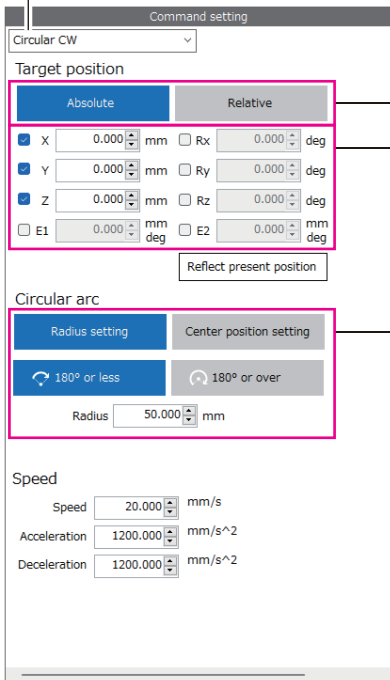 Command setting
Circular CW
Target position
Absolute Relative
X 0.000 mm Rx 0.000 deg
Y 0.000 mm Ry 0.000 deg
Z 0.000 mm Rz 0.000 deg
E1 0.000 mm deg E2 0.000 mm deg
Reflect present position
Circular arc
Radius setting Center position setting
180° or less 180° or over
Radius 50.000 mm
Speed
Speed 20.000 mm/s
Acceleration 1200.000 mm/s^2
Deceleration 1200.000 mm/s^2